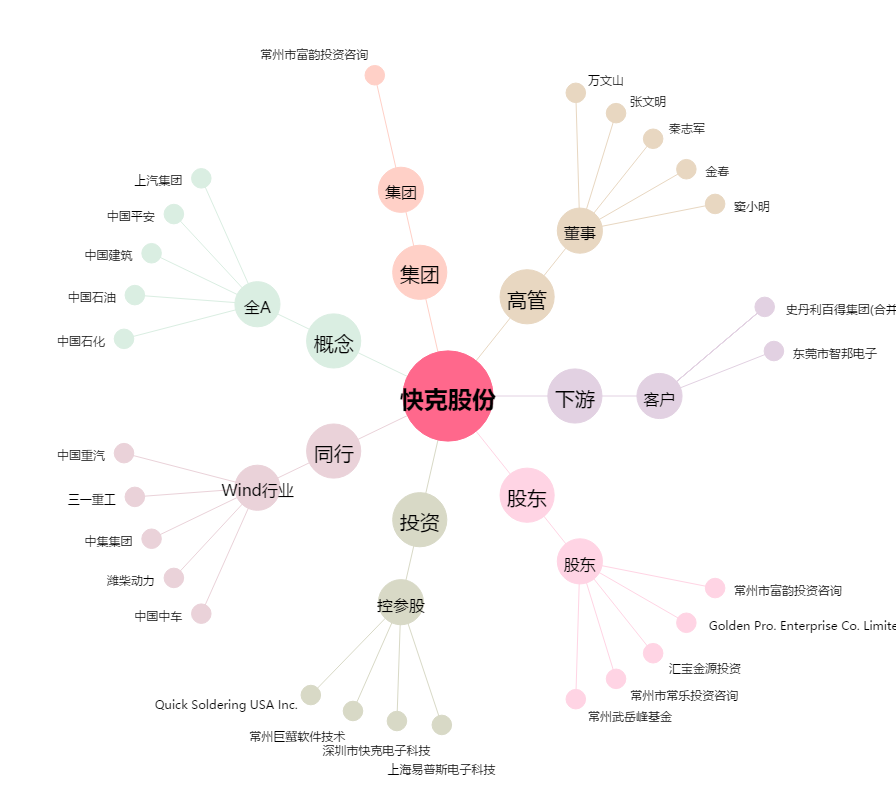 常州市富韵投资咨询
集团
集团
万文山
张文明
秦志军
金春
窦小明
董事
高管
上汽集团
中国平安
中国建筑
中国石油
中国石化
全A
概念
快克股份
下游
客户
史丹利百得集团(合并
东莞市智邦电子
同行
Wind行业
中国重汽
三一重工
中集集团
潍柴动力
中国中车
投资
控参股
Quick Soldering USA Inc.
常州巨蟹软件技术
深圳市快克电子科技
上海易普斯电子科技
股东
股东
常州市富韵投资咨询
Golden Pro. Enterprise Co. Limite
汇宝金源投资
常州市常乐投资咨询
常州武岳峰基金